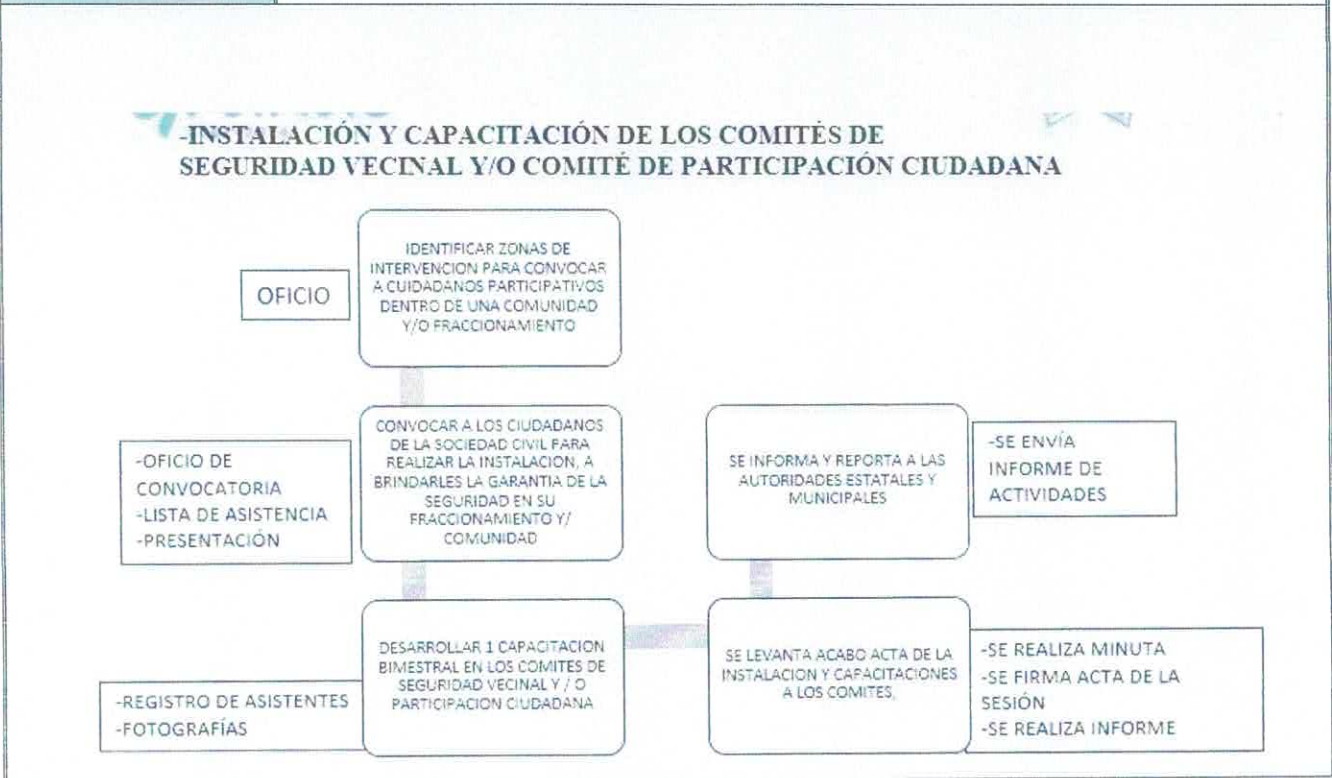 -INSTALACIÓN Y CAPACITACIÓN DE LOS COMITÉS DE
SEGURIDAD VECINAL Y/O COMITÉ DE PARTICIPACIÓN CIUDADANA
OFICIO
IDENTIFICAR ZONAS DE
INTERVENCION PARA CONVOCAR
A CUIDADANOS PARTICIPATIVOS
DENTRO DE UNA COMUNIDAD
Y/O FRACCIONAMIENTO
-OFICIO DE
CONVOCATORIA
-LISTA DE ASISTENCIA
-PRESENTACIÓN
CONVOCAR A LOS CIUDADANOS
DE LA SOCIEDAD CIVIL PARA
REALIZAR LA INSTALACION, A
BRINDARLES LA GARANTIA DE LA
SEGURIDAD EN SU
FRACCIONAMIENTO Y/
COMUNIDAD
-REGISTRO DE ASISTENTES
-FOTOGRAFÍAS
DESARROLLAR 1 CAPACITACION
BIMESTRAL EN LOS COMITES DE
SEGURIDAD VECINAL Y / O
PARTICIPACION CIUDADANA
SE LEVANTA ACABO ACTA DE LA
INSTALACION Y CAPACITACIONES
A LOS COMITES,
-SE REALIZA MINUTA
-SE FIRMA ACTA DE LA
SESIÓN
-SE REALIZA INFORME
SE INFORMA Y REPORTA A LAS
AUTORIDADES ESTATALES Y
MUNICIPALES
-SE ENVÍA
INFORME DE
ACTIVIDADES